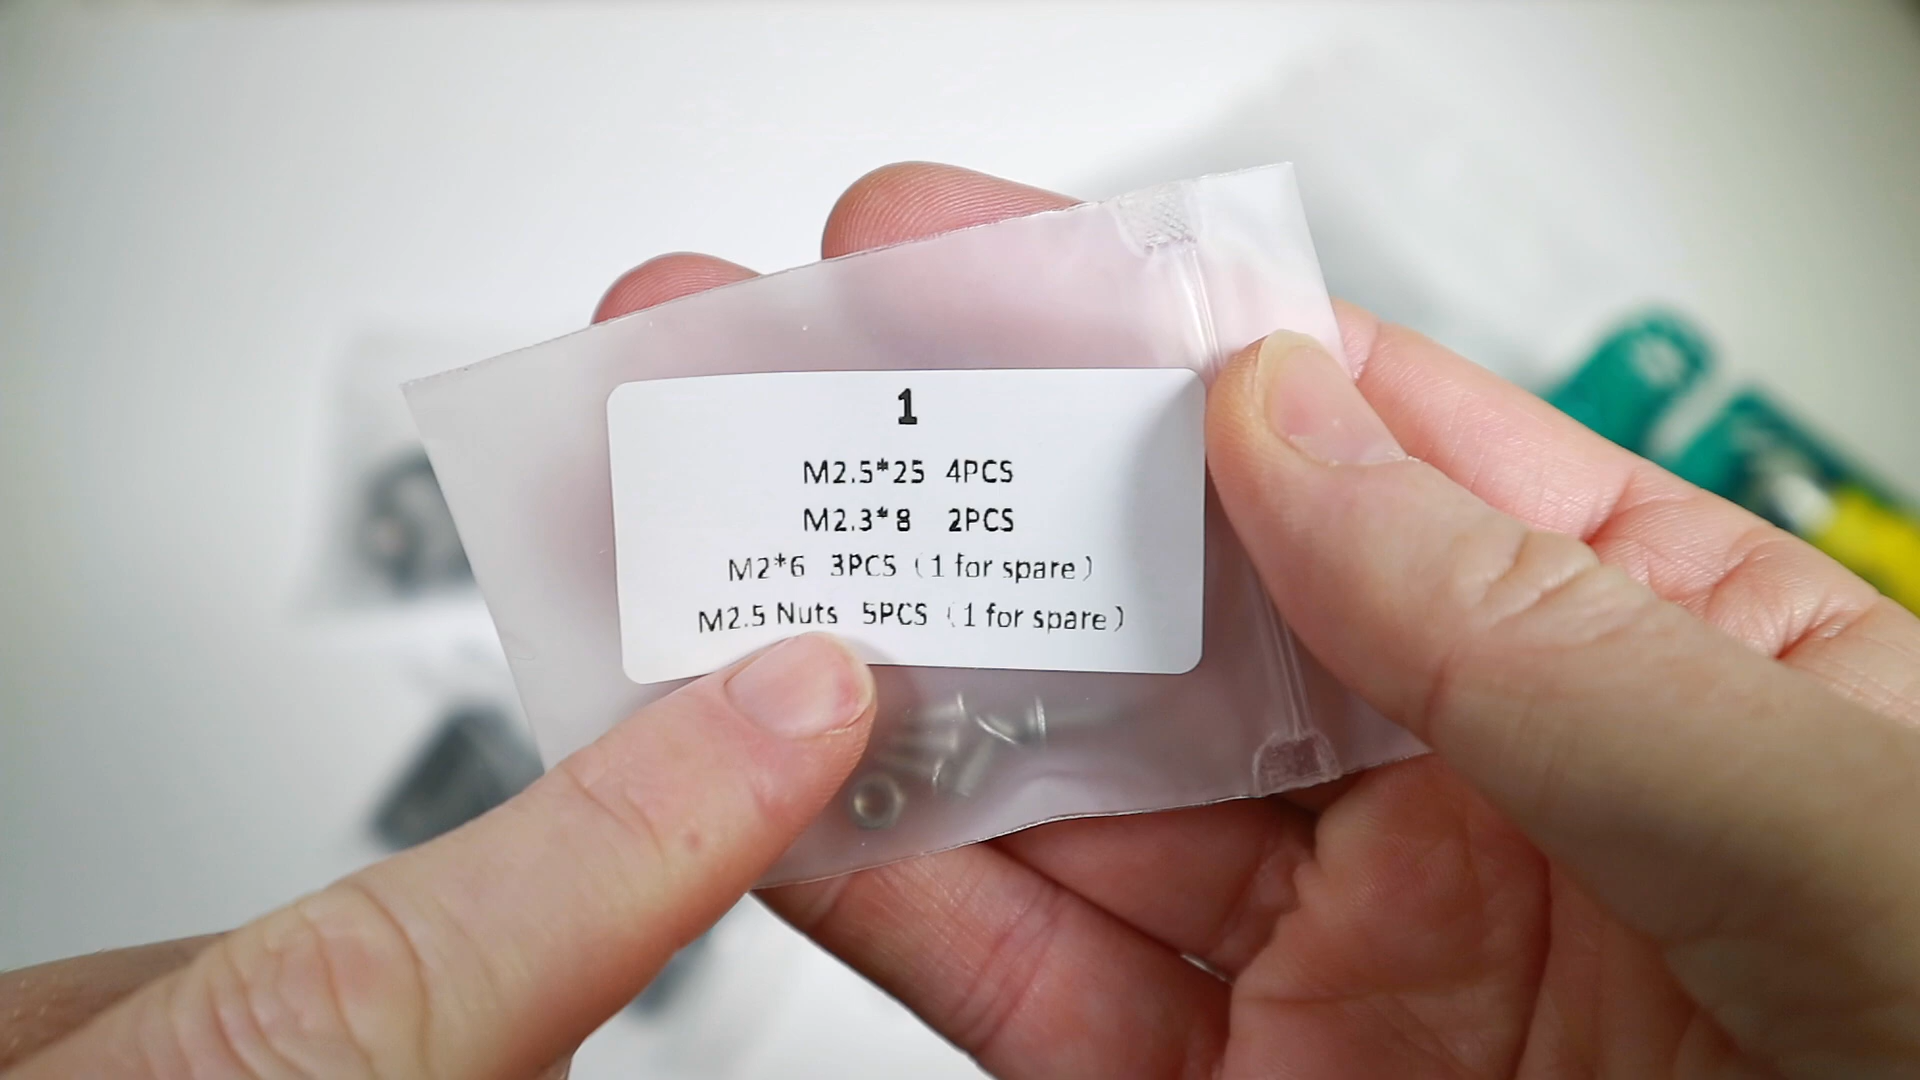 1
M2.5*25 4PCS
M2.3*8 2PCS
M2*6 3PCS (1 for spare)
M2.5 Nuts 5PCS (1 for spare)